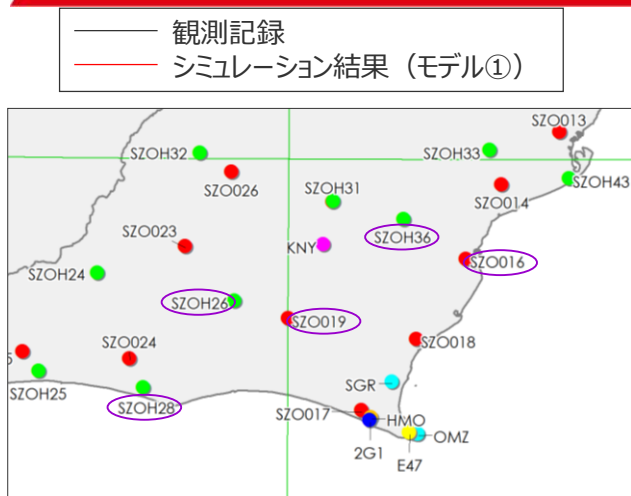 観測記録
シミュレーション結果（モデル①）
SZO013
SZOH32
SZOH33
SZO026
SZOH31
SZO014
SZOH43
SZO023
KNY
SZOH36
SZO016
SZOH24
SZOH26
SZO019
SZO024
SZO018
5
SZOH25
SZOH28
SGR
SZO017
HMO
2G1
E47
OMZ